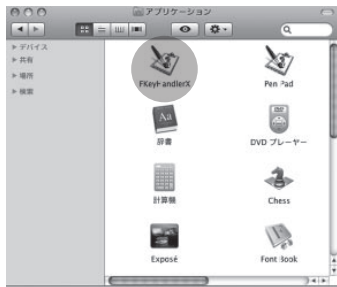 アプリケーション
デバイス
共有
場所
検索
FKeyHandlerX
Pen Pad
Aa
辞書
DVD プレーヤー
計算機
Chess
Exposé
Font Book